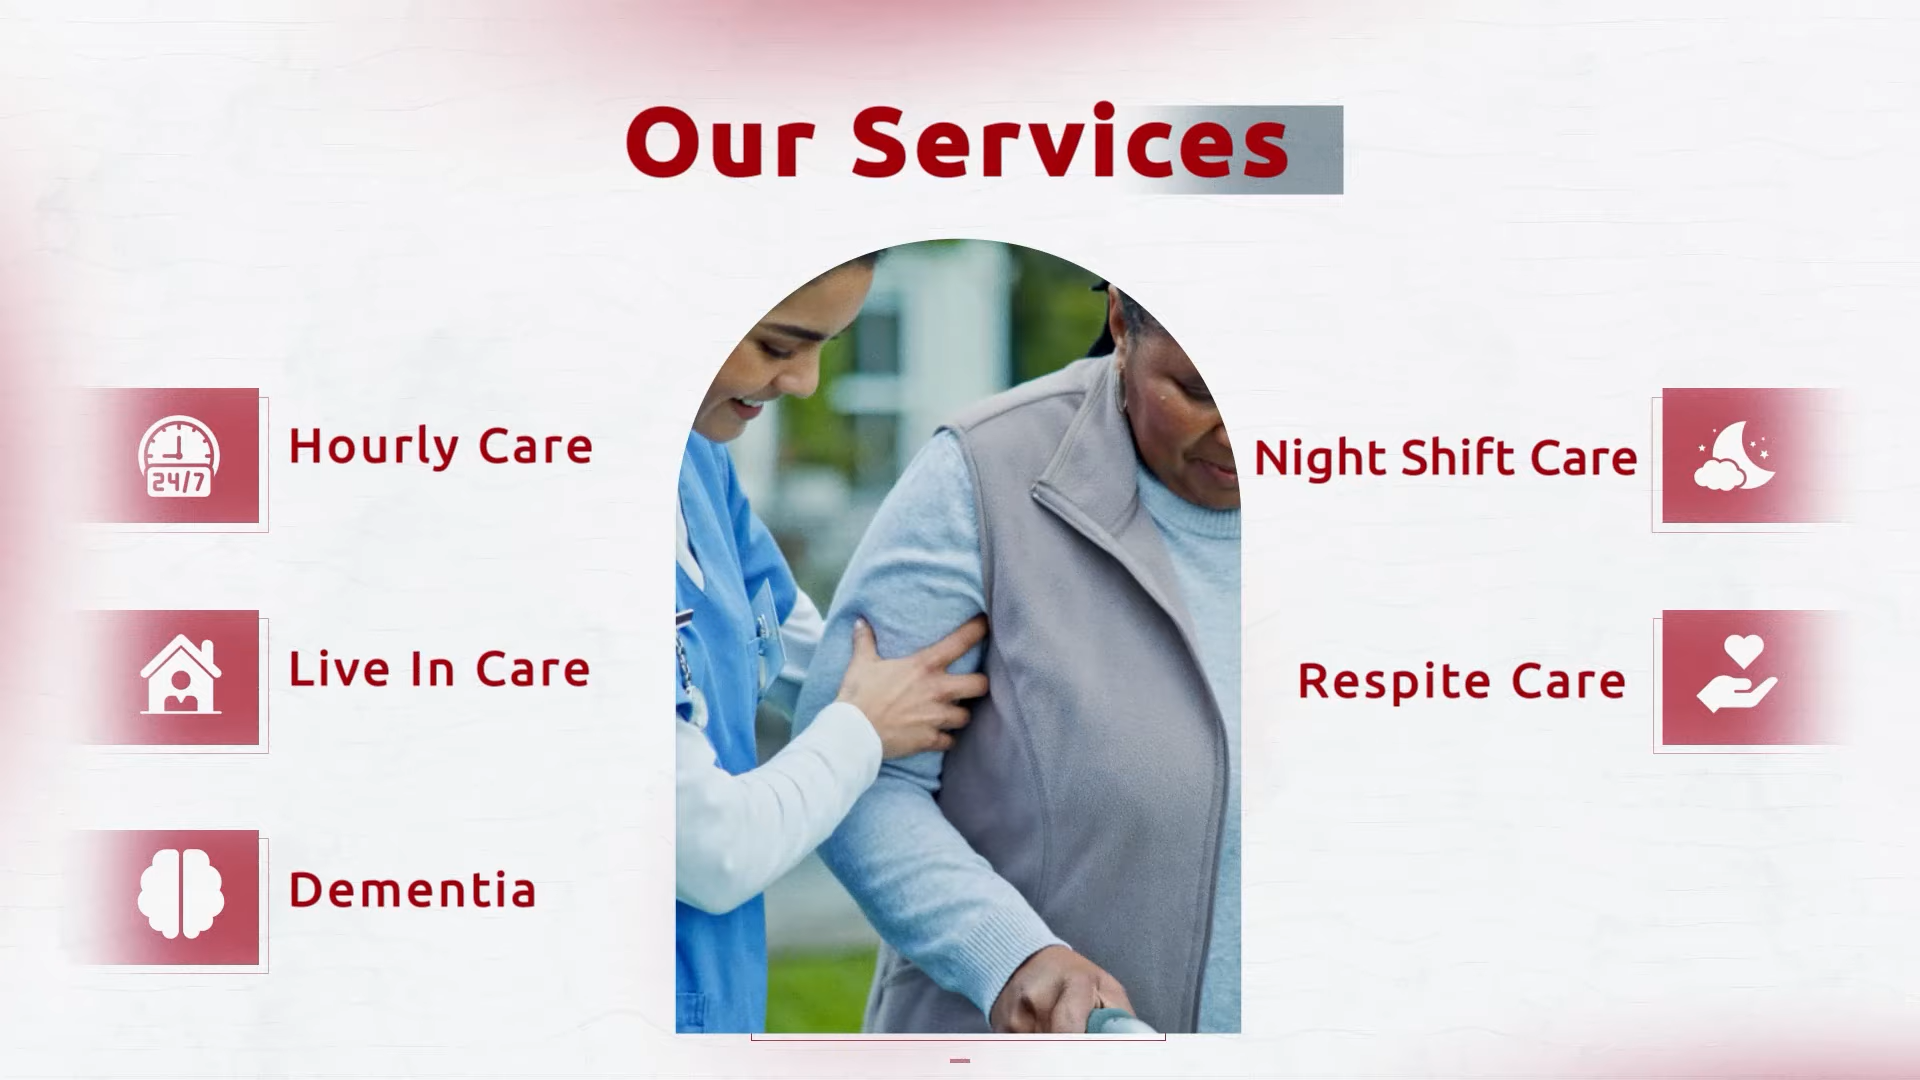 Our Services
24/7
Hourly Care
Live In Care
Dementia
Night Shift Care
Respite Care